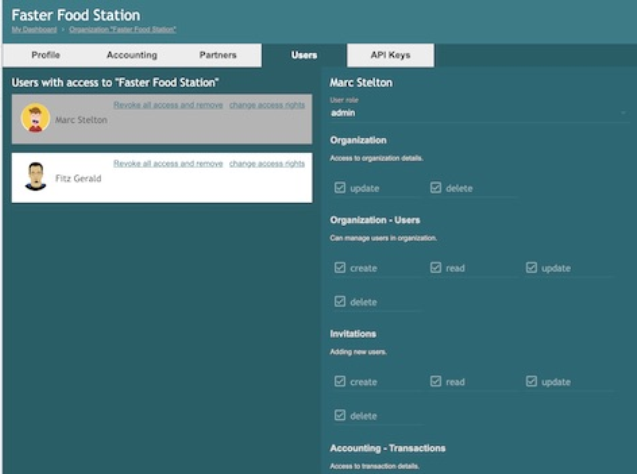 Faster Food Station
My Dashboard • Organization "Faster Food Station"
Profile Accounting Partners Users API Keys
Users with access to "Faster Food Station"
Revoke all access and remove change access rights
Marc Stelton
Revoke all access and remove change access rights
Fitz Gerald
Marc Stelton
User role
admin
Organization
Access to organization details.
update delete
Organization - Users
Can manage users in organization.
create read update
delete
Invitations
Adding new users.
create read update
delete
Accounting - Transactions
Access to transaction details.